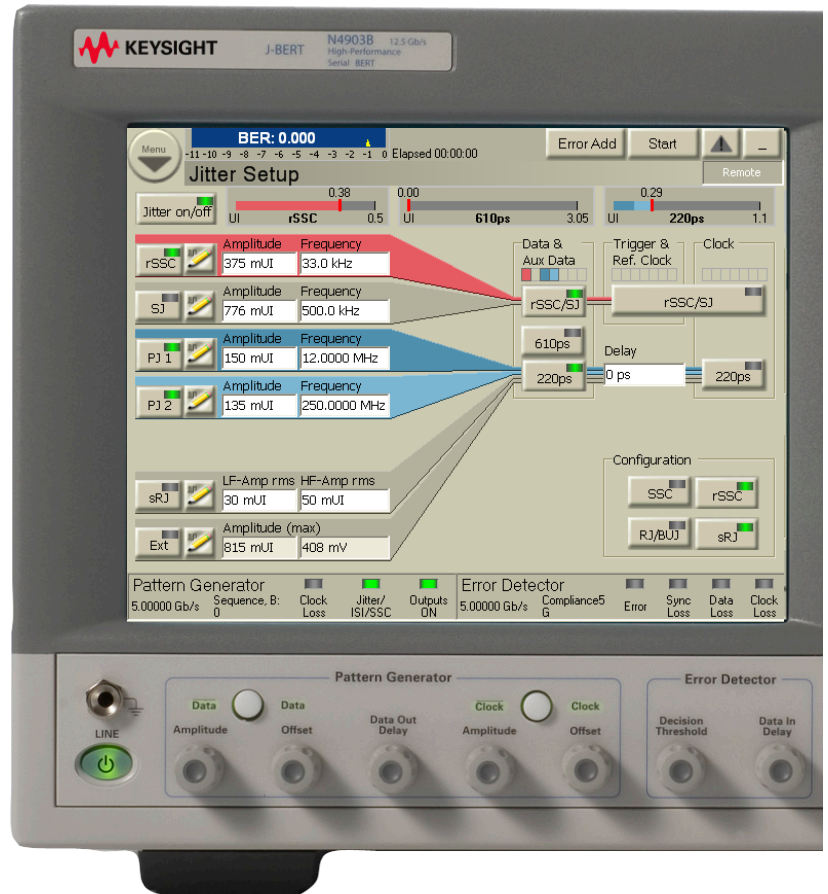 KEYSIGHT J-BERT N4903B 12.5 Gb/s
High-Performance
Serial BERT
Menu
BER: 0.000
-11 -10 -9 -8 -7 -6 -5 -4 -3 -2 -1 0 Elapsed 00:00:00
Error Add Start _
Jitter Setup
Remote
Jitter on/off
0.38
UI rSSC 0.5
0.00
UI 610ps 3.05
0.29
UI 220ps 1.1
Amplitude Frequency
rSSC 375 mUI 33.0 kHz
Amplitude Frequency
SJ 776 mUI 500.0 kHz
Amplitude Frequency
PJ 1 150 mUI 12.0000 MHz
Amplitude Frequency
PJ 2 135 mUI 250.0000 MHz
LF-Amp rms HF-Amp rms
sRJ 30 mUI 50 mUI
Amplitude (max)
Ext 815 mUI 408 mV
Data &
Aux Data
rSSC/SJ
610ps
220ps
Trigger &
Ref. Clock
Clock
rSSC/SJ
Delay
0 ps
220ps
Configuration
SSC rSSC
RJ/BUJ sRJ
Pattern Generator
5.00000 Gb/s
Sequence, B:
0
Clock
Loss
Jitter/
ISI/SSC
Outputs
ON
Error Detector
5.00000 Gb/s
Compliance5
G
Error
Sync
Loss
Data
Loss
Clock
Loss
LINE
Pattern Generator
Data Data
Amplitude Offset
Data Out
Delay
Clock Clock
Amplitude Offset
Error Detector
Decision
Threshold
Data In
Delay